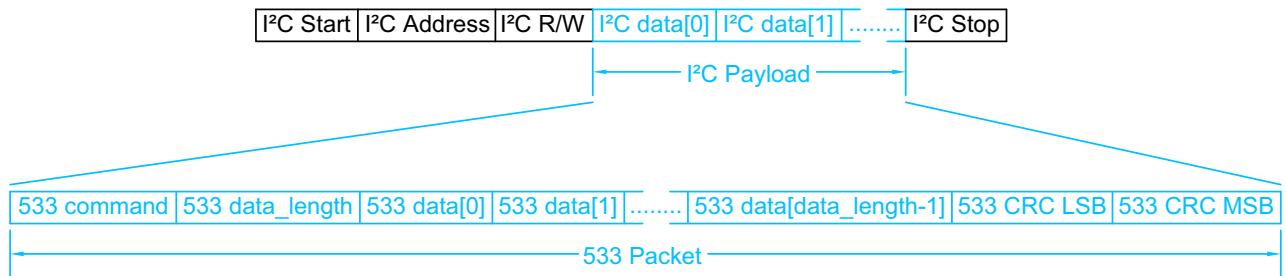 I²C Start I²C Address I²C R/W I²C data[0] I²C data[1] ........ I²C Stop
I²C Payload
533 command 533 data_length 533 data[0] 533 data[1] ........ 533 data[data_length-1] 533 CRC LSB 533 CRC MSB
533 Packet